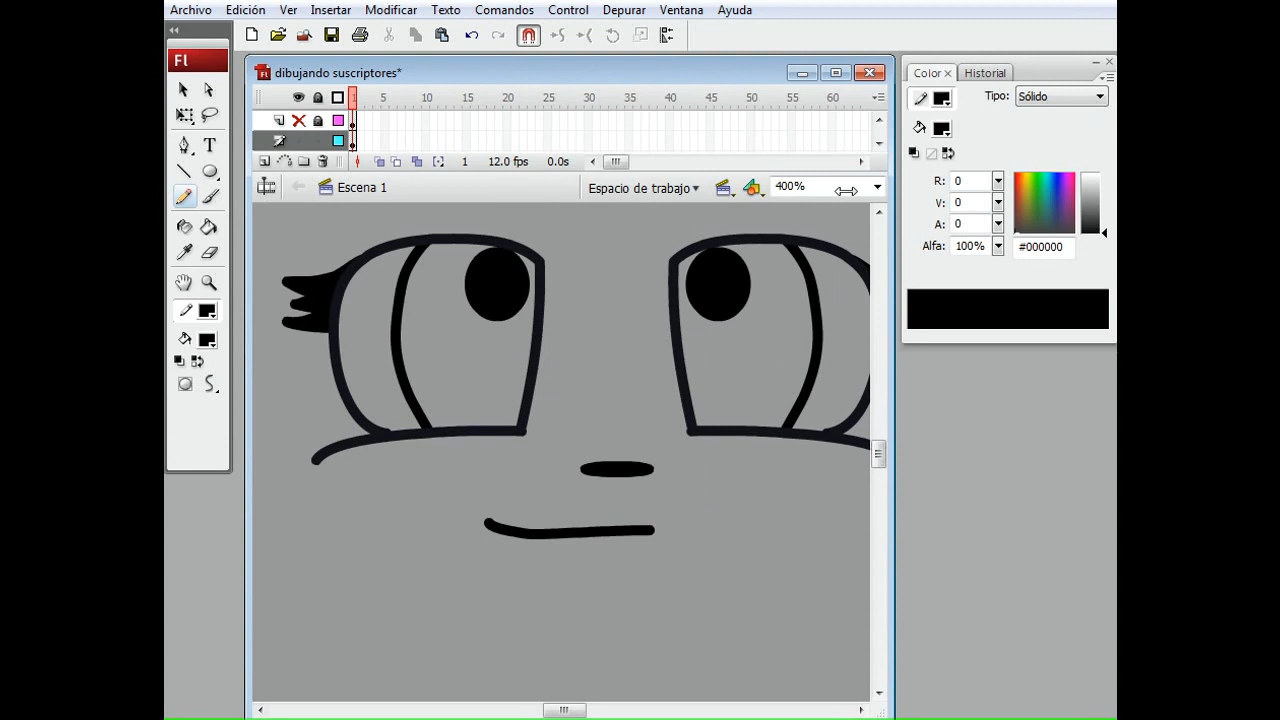 Archivo Edición Ver Insertar Modificar Texto Comandos Control Depurar Ventana Ayuda
Fl
Fl dibujando suscriptores*
1 5 10 15 20 25 30 35 40 45 50 55 60
1 12.0 fps 0.0s
Escena 1 Espacio de trabajo 400%
T
Color Historial
Tipo: Sólido
R: 0
V: 0
A: 0
Alfa: 100% #000000